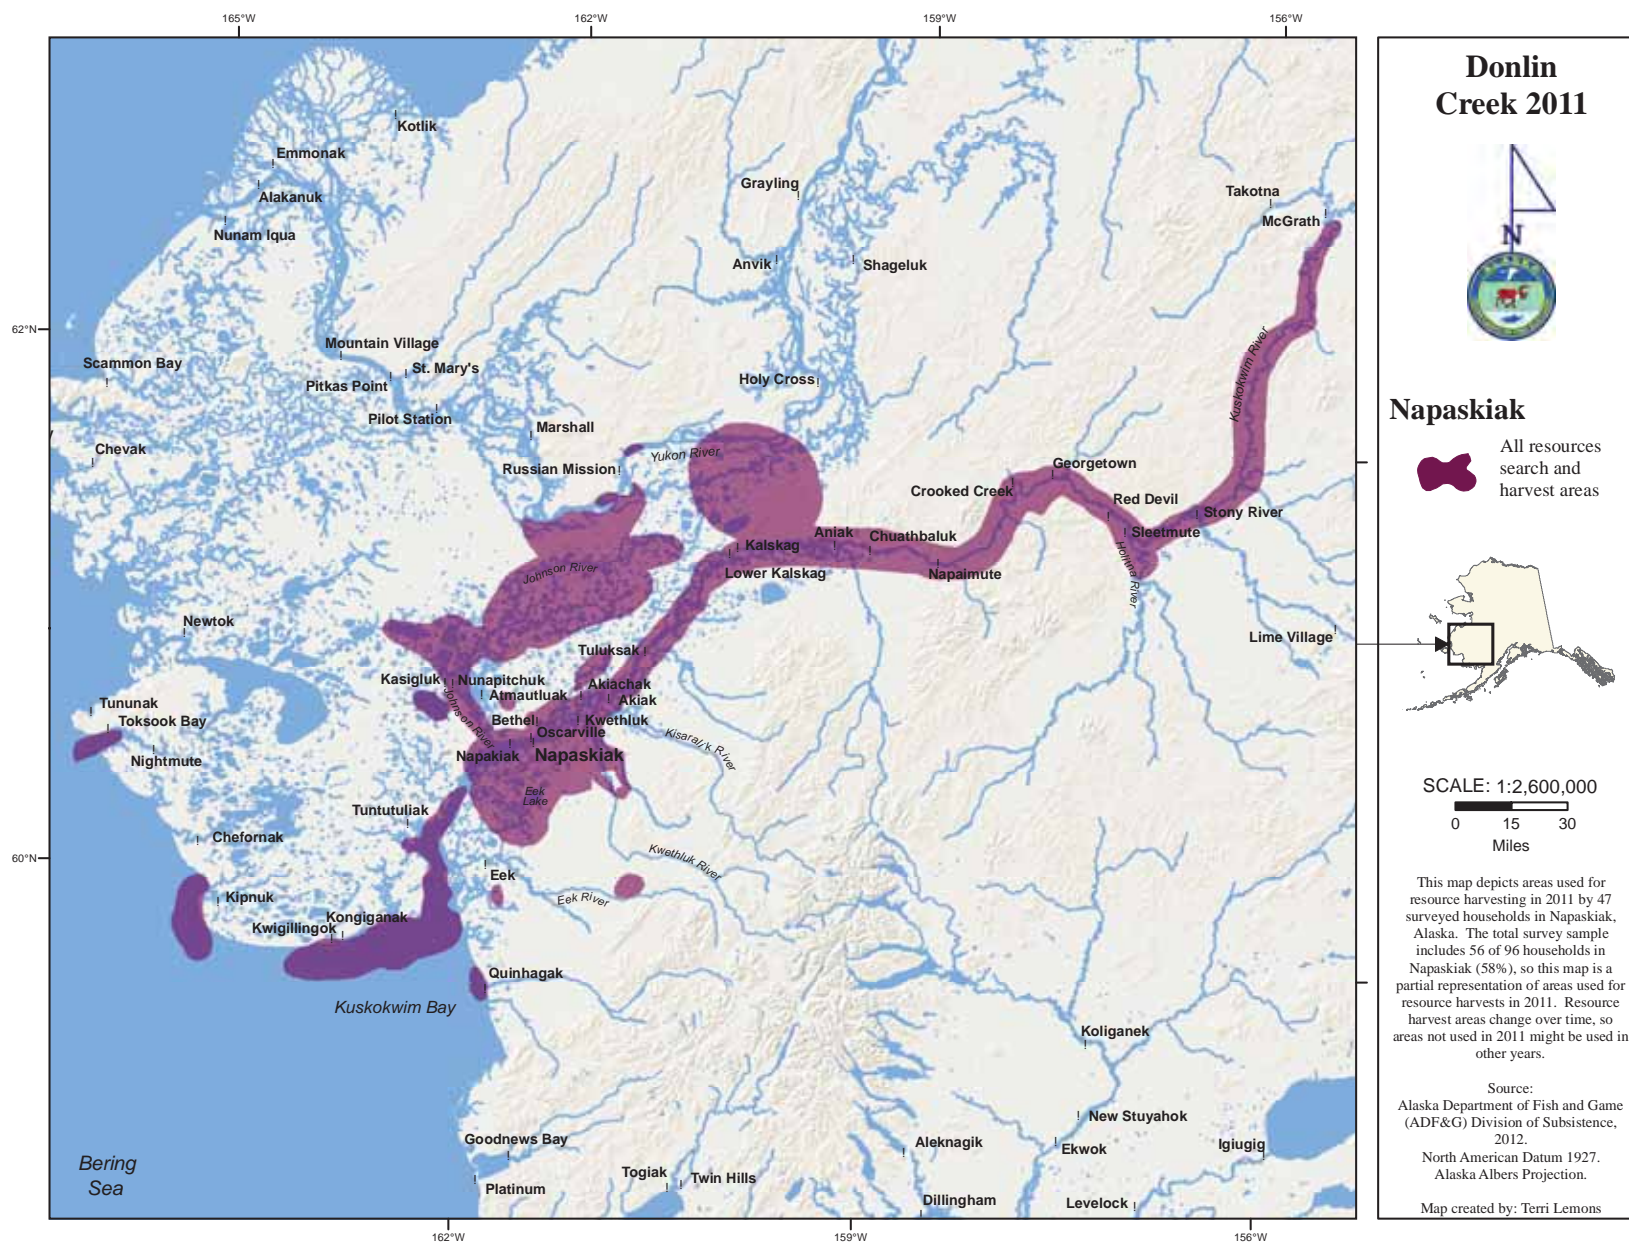 165°W
162°W
159°W
156°W
Kotlik
Emmonak
Alakanuk
Nunam Iqua
Grayling
Takotna
McGrath
Anvik
Shageluk
62°N
Mountain Village
Scammon Bay
St. Mary's
Pitkas Point
Holy Cross
Kuskokwim River
Pilot Station
Marshall
Chevak
Yukon River
Russian Mission
Georgetown
Crooked Creek
Red Devil
Stony River
Aniak
Chuathbaluk
Sleetmute
Kalskag
Johnson River
Lower Kalskag
Napaimute
Holitna River
Newtok
Lime Village
Tuluksak
Kasigluk
Nunapitchuk
Akiachak
Atmautluak
Akiak
Tununak
Johnson River
Toksook Bay
Bethel
Kwethluk
Oscarville
Kisaralik River
Napakiak
Napaskiak
Nightmute
Eek
Lake
Tuntutuliak
Chefornak
60°N
Kwethluk River
Eek
Kipnuk
Eek River
Kongiganak
Kwigillingok
Quinhagak
Kuskokwim Bay
Koliganek
New Stuyahok
Goodnews Bay
Aleknagik
Ekwok
Igiugig
Bering
Sea
Togiak
Twin Hills
Platinum
Dillingham
Levelock
162°W
159°W
156°W
Donlin
Creek 2011
N
Napaskiak
All resources
search and
harvest areas
SCALE: 1:2,600,000
0 15 30
Miles
This map depicts areas used for
resource harvesting in 2011 by 47
surveyed households in Napaskiak,
Alaska. The total survey sample
includes 56 of 96 households in
Napaskiak (58%), so this map is a
partial representation of areas used for
resource harvests in 2011. Resource
harvest areas change over time, so
areas not used in 2011 might be used in
other years.
Source:
Alaska Department of Fish and Game
(ADF&G) Division of Subsistence,
2012.
North American Datum 1927.
Alaska Albers Projection.
Map created by: Terri Lemons